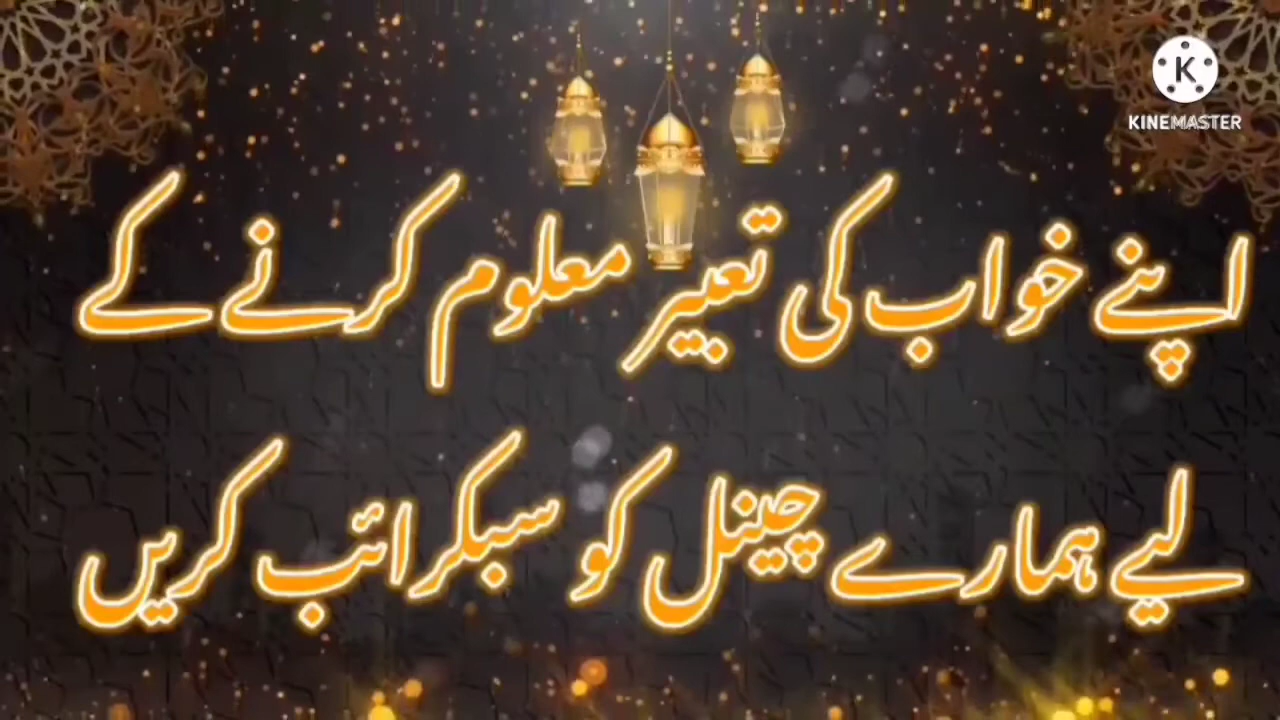 KINEMASTER
اپنے خواب کی تعبیر معلوم کرنے کے
لیے ہمارے چینل کو سبکرائب کریں